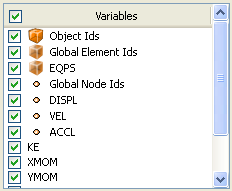 Variables
Object Ids
Global Element Ids
EQPS
Global Node Ids
DISPL
VEL
ACCL
KE
XMOM
YMOM